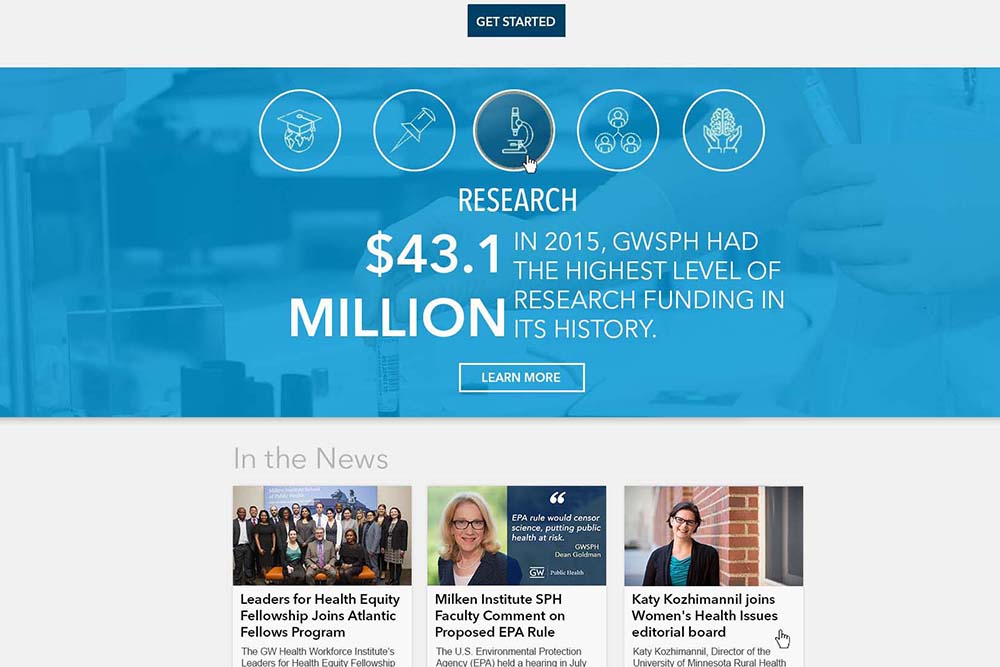 GET STARTED
RESEARCH
$43.1
MILLION
IN 2015, GWSPH HAD
THE HIGHEST LEVEL OF
RESEARCH FUNDING IN
ITS HISTORY.
LEARN MORE
In the News
Milken Institute School
of Public Health
EPA rule would censor
science, putting public
health at risk.
GWSPH
Dean Goldman
GW Public Health
Leaders for Health Equity
Fellowship Joins Atlantic
Fellows Program
The GW Health Workforce Institute's
Leaders for Health Equity Fellowship
Milken Institute SPH
Faculty Comment on
Proposed EPA Rule
The U.S. Environmental Protection
Agency (EPA) held a hearing in July
Katy Kozhimannil joins
Women's Health Issues
editorial board
Katy Kozhimannil, Director of the
University of Minnesota Rural Health